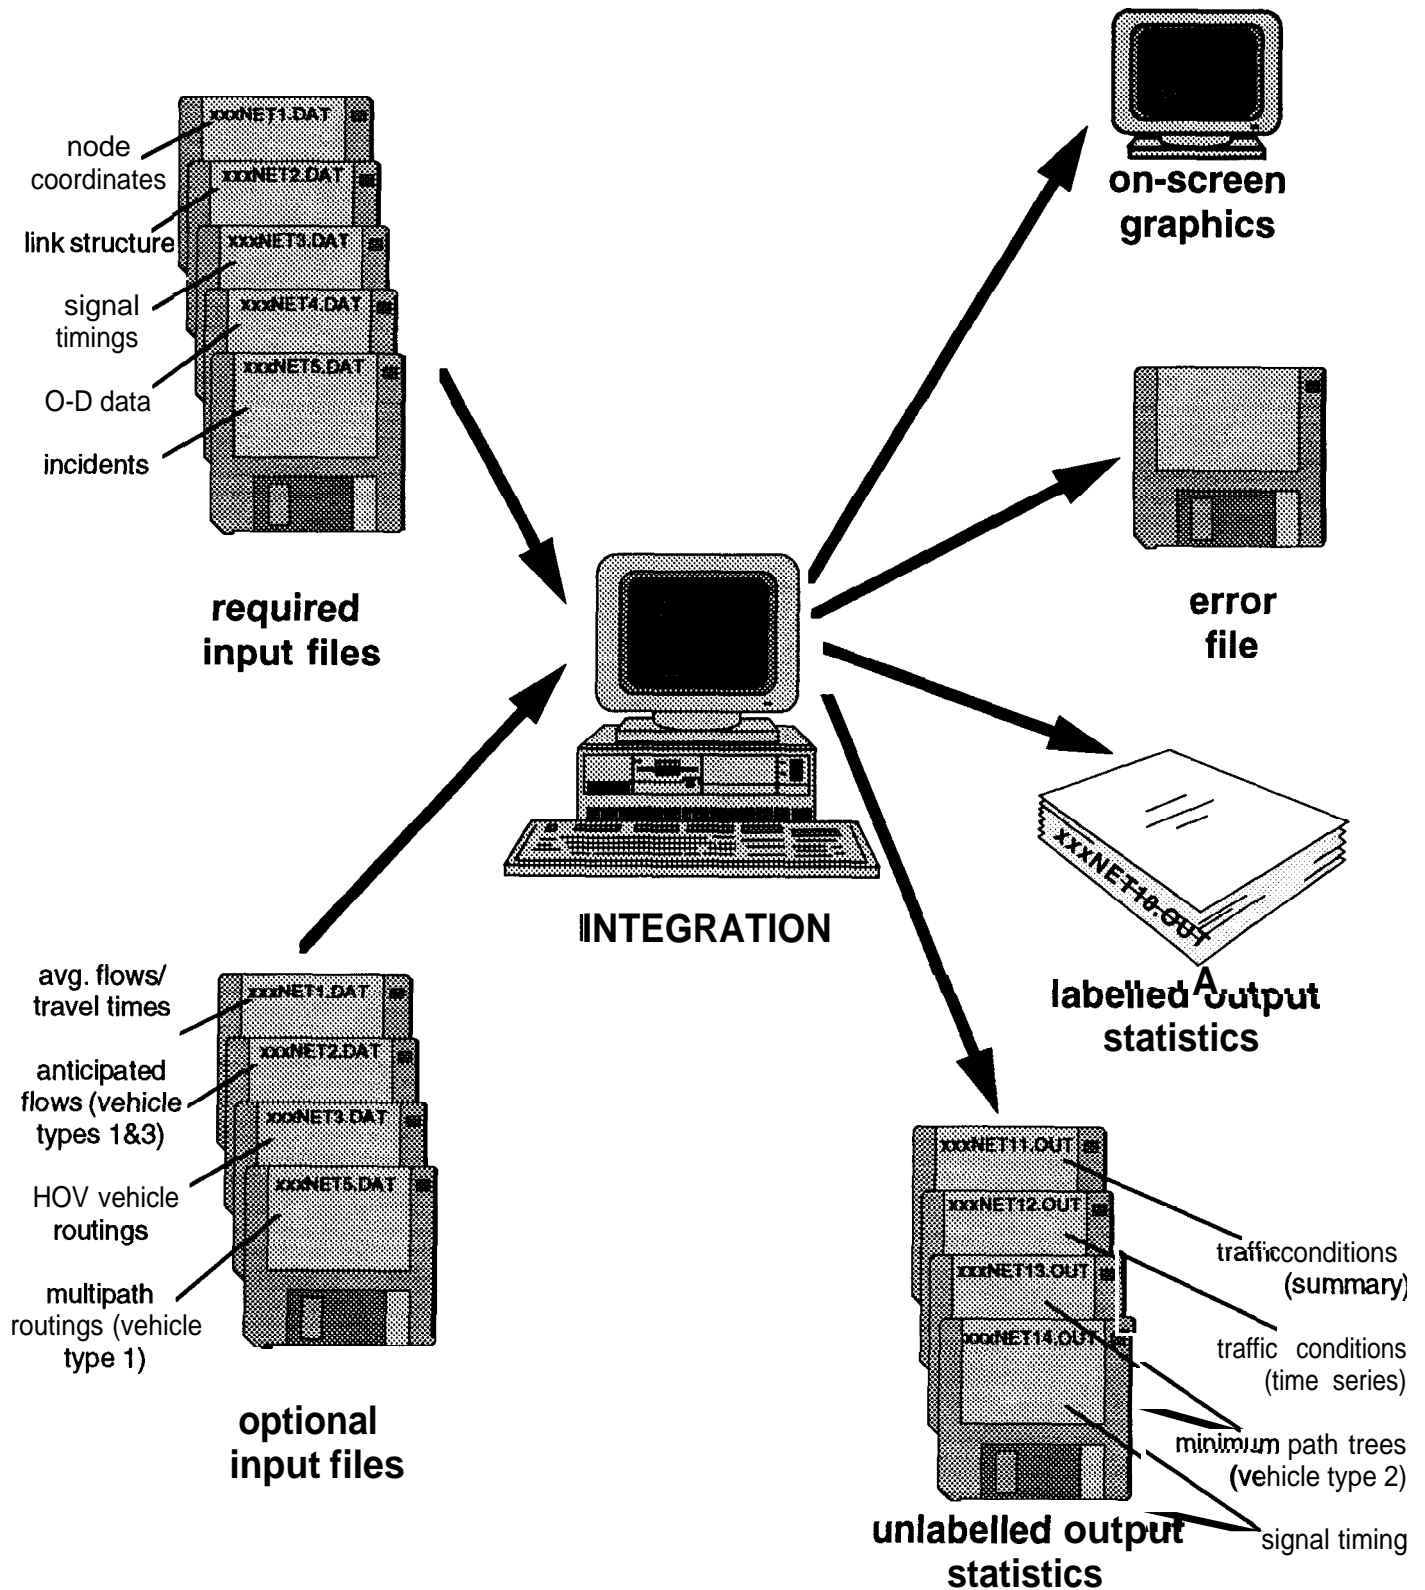 xxxNET1.DAT
node
coordinates
xxxNET2.DAT
link structure
xxxNET3.DAT
signal
timings
xxxNET4.DAT
O-D data
xxxNET5.DAT
incidents
required
input files
on-screen
graphics
error
file
INTEGRATION
xxxNET10.OUT
labelled output
statistics
avg. flows/
travel times
xxxNET1.DAT
anticipated
flows (vehicle
types 1&3)
xxxNET2.DAT
xxxNET3.DAT
HOV vehicle
routings
xxxNET5.DAT
multipath
routings (vehicle
type 1)
optional
input files
xxxNET11.OUT
trafficconditions
(summary)
xxxNET12.OUT
traffic conditions
(time series)
xxxNET13.OUT
minimum path trees
(vehicle type 2)
xxxNET14.OUT
signal timing
unlabelled output
statistics